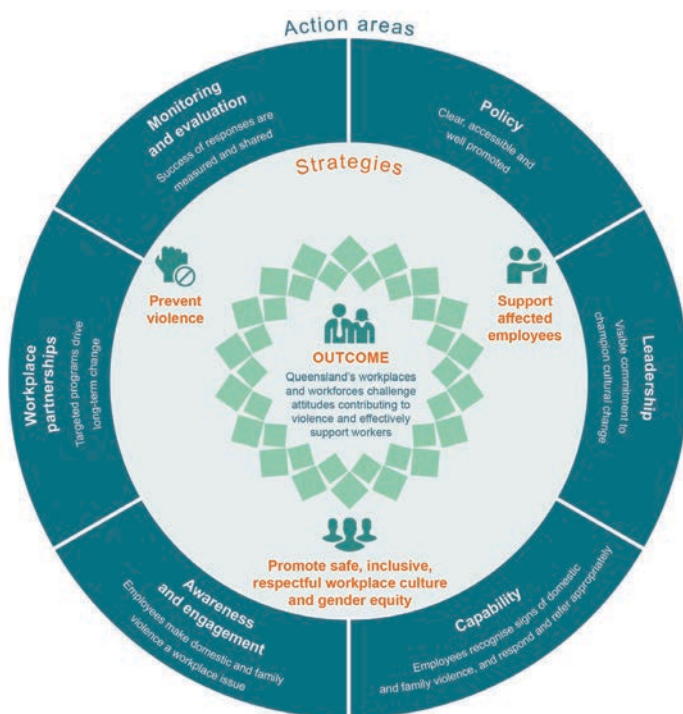 Action areas
Monitoring
and evaluation
Success of responses are
measured and shared
Policy
Clear, accessible and
well promoted
Strategies
Prevent
violence
Support
affected
employees
Workplace
partnerships
Targeted programs drive
long-term change
OUTCOME
Queensland's workplaces
and workforces challenge
attitudes contributing to
violence and effectively
support workers
Leadership
Visible commitment to
champion cultural change
Promote safe, inclusive,
respectful workplace culture
and gender equity
Awareness
and engagement
Employees make domestic and family
violence a workplace issue
Capability
Employees recognise signs of domestic
and family violence, and respond and refer appropriately